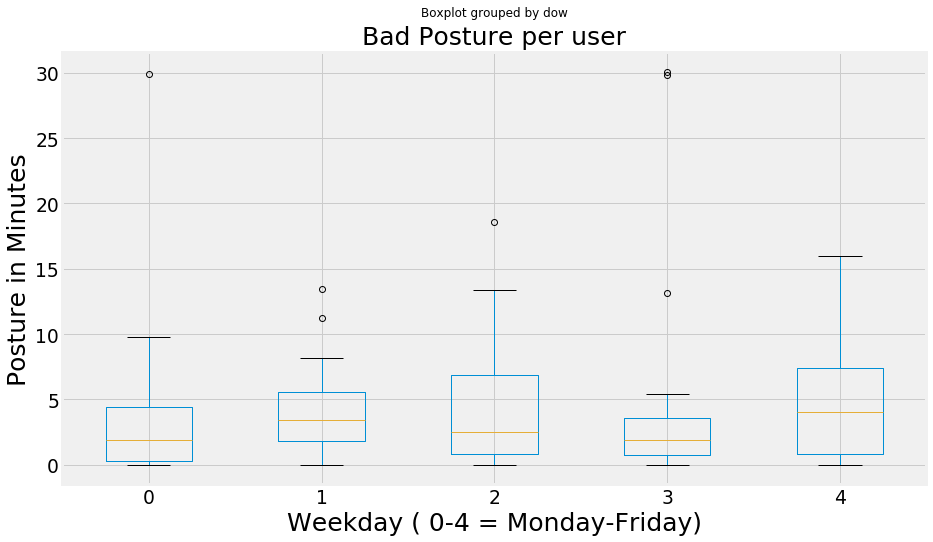 Boxplot grouped by dow
Bad Posture per user
Posture in Minutes
30
25
20
15
10
5
0
0 1 2 3 4
Weekday ( 0-4 = Monday-Friday)